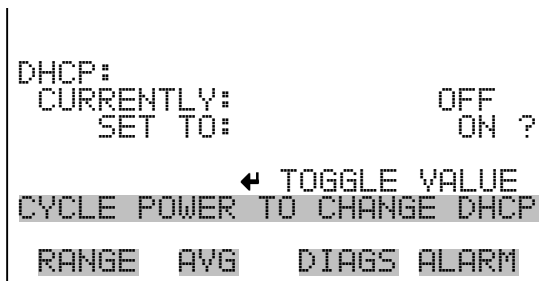 DHCP:
CURRENTLY: OFF
SET TO: ON ?
↵ TOGGLE VALUE
CYCLE POWER TO CHANGE DHCP
RANGE AVG DIAGS ALARM